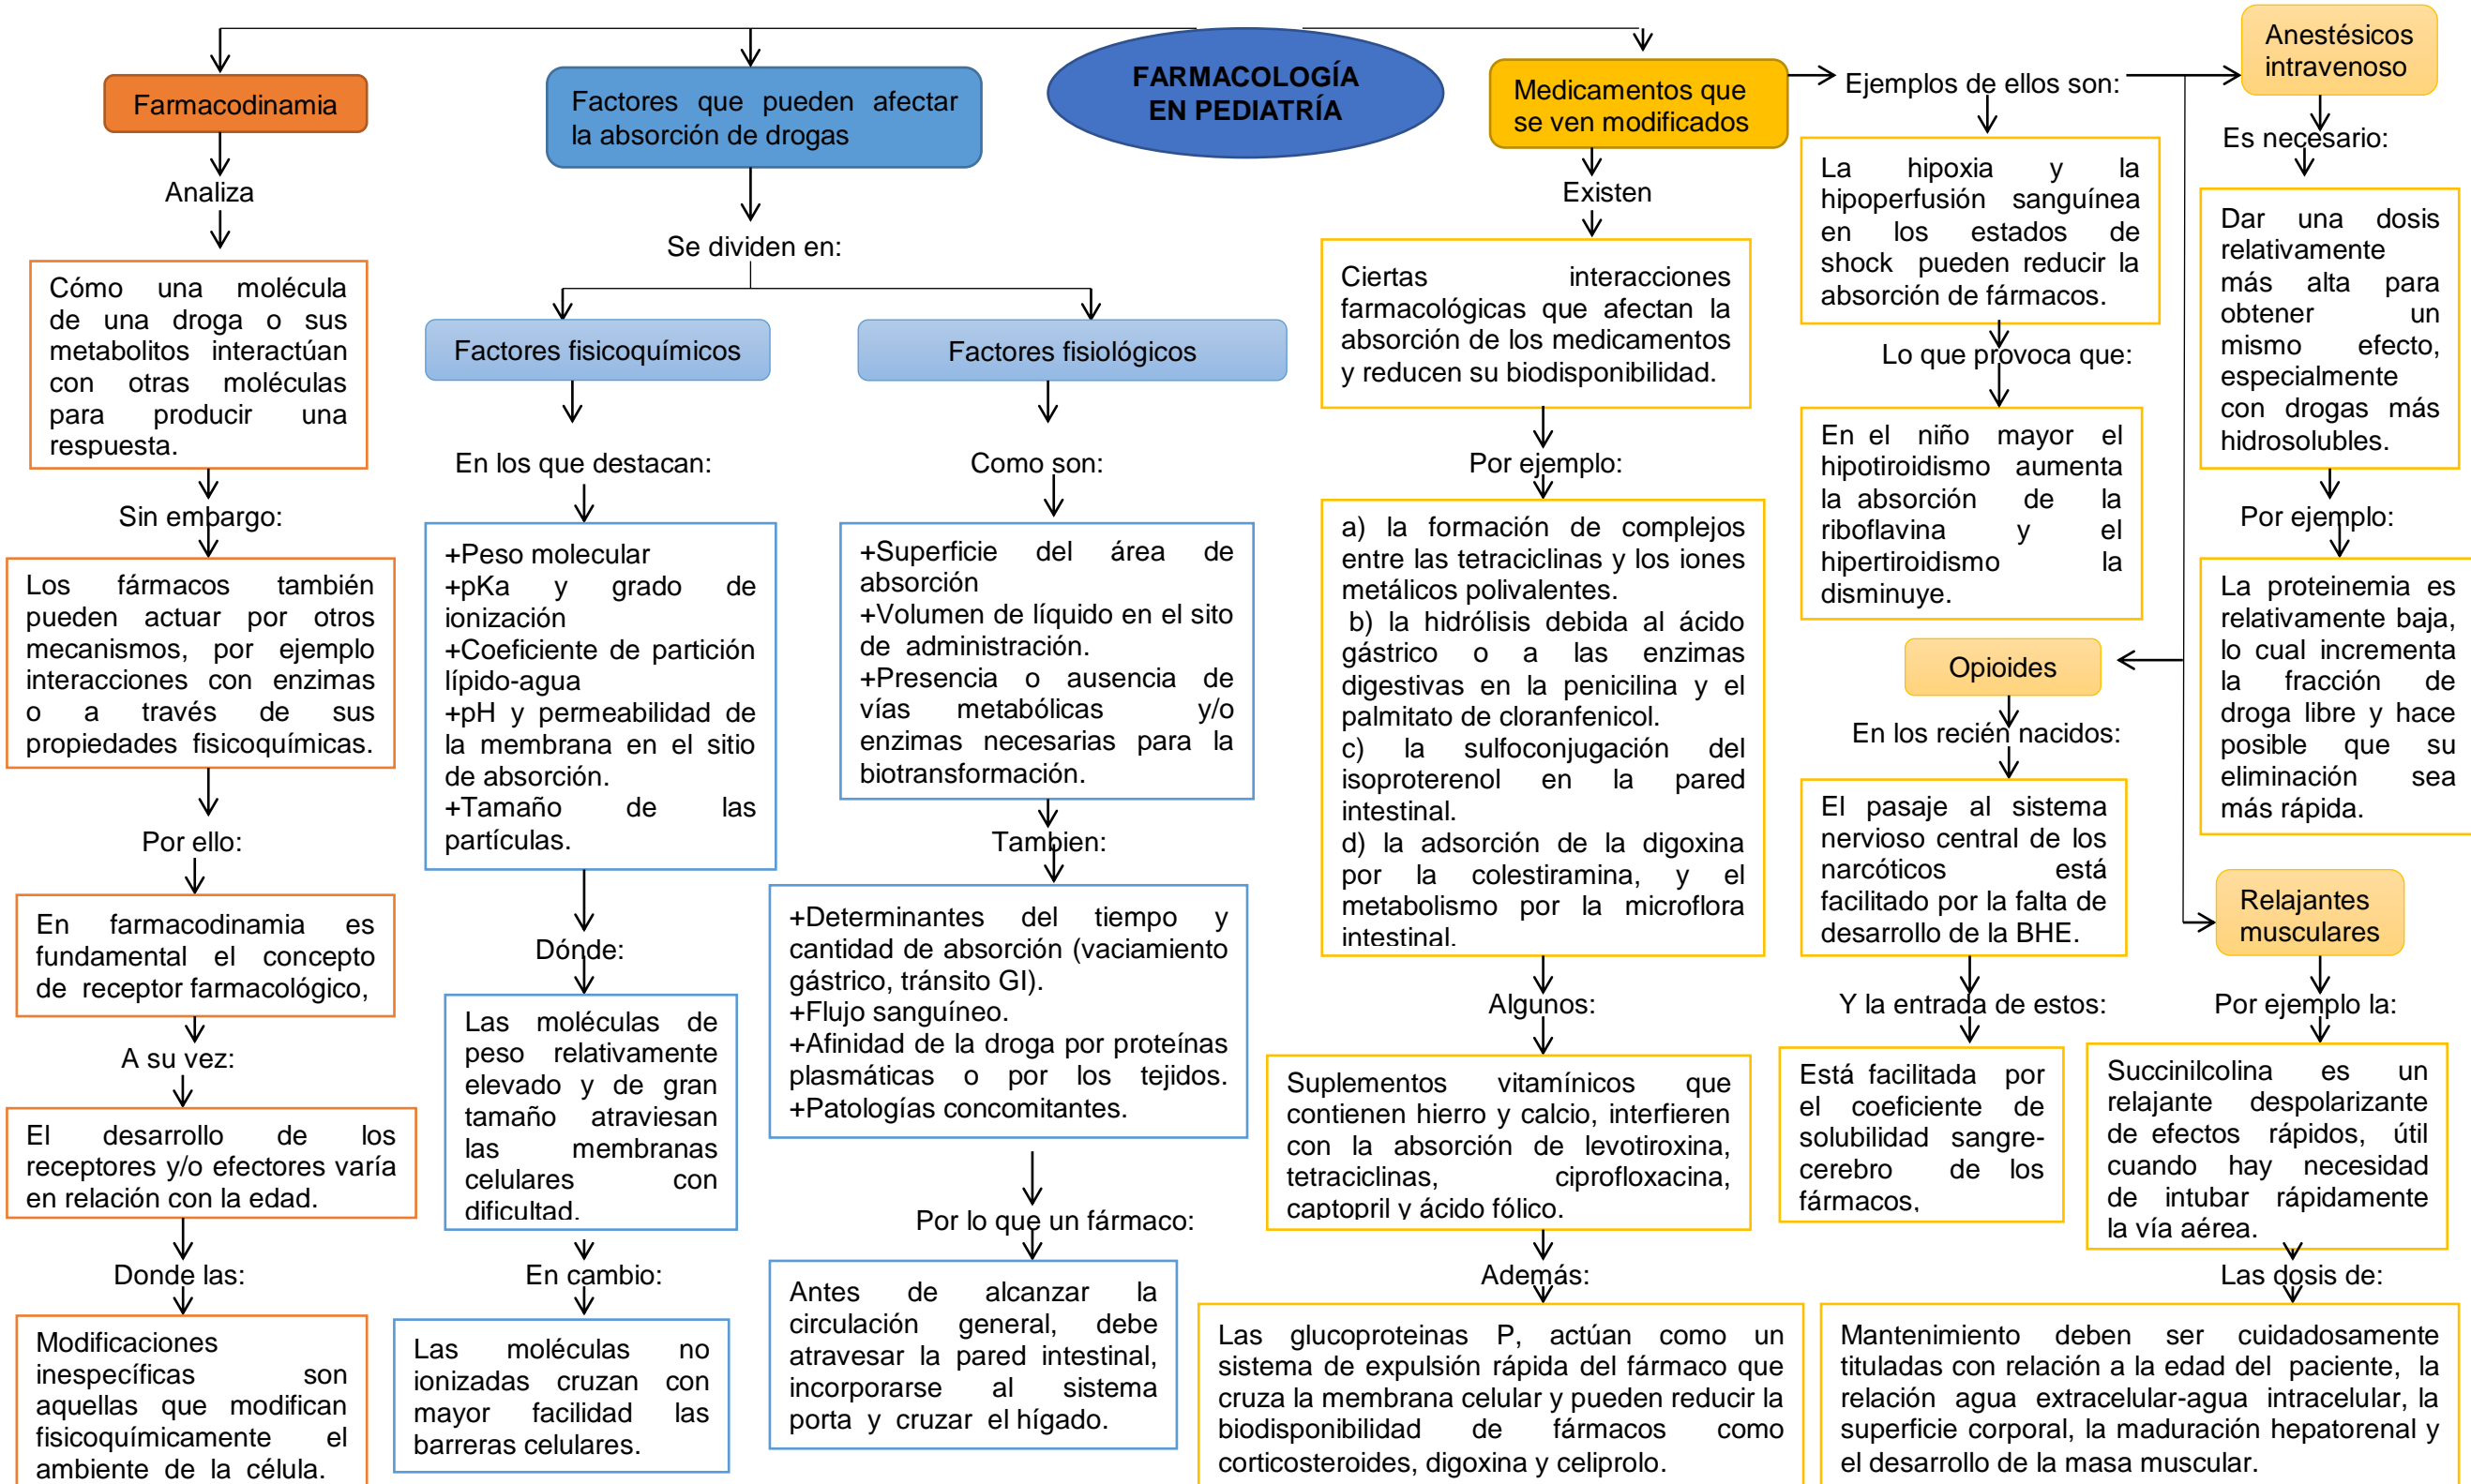 FARMACOLOGÍA
EN PEDIATRÍA
Farmacodinamia
Analiza
Cómo una molécula
de una droga o sus
metabolitos interactúan
con otras moléculas
para producir una
respuesta.
Sin embargo:
Los fármacos también
pueden actuar por otros
mecanismos, por ejemplo
interacciones con enzimas
o a través de sus
propiedades fisicoquímicas.
Por ello:
En farmacodinamia es
fundamental el concepto
de receptor farmacológico,
A su vez:
El desarrollo de los
receptores y/o efectores varía
en relación con la edad.
Donde las:
Modificaciones
inespecíficas son
aquellas que modifican
fisicoquímicamente el
ambiente de la célula.
Factores que pueden afectar
la absorción de drogas
Se dividen en:
Factores fisicoquímicos
En los que destacan:
+Peso molecular
+pKa y grado de
ionización
+Coeficiente de partición
lípido-agua
+pH y permeabilidad de
la membrana en el sitio
de absorción.
+Tamaño de las
partículas.
Dónde:
Las moléculas de
peso relativamente
elevado y de gran
tamaño atraviesan
las membranas
celulares con
dificultad.
En cambio:
Las moléculas no
ionizadas cruzan con
mayor facilidad las
barreras celulares.
Factores fisiológicos
Como son:
+Superficie del área de
absorción
+Volumen de líquido en el sito
de administración.
+Presencia o ausencia de
vías metabólicas y/o
enzimas necesarias para la
biotransformación.
Tambien:
+Determinantes del tiempo y
cantidad de absorción (vaciamiento
gástrico, tránsito GI).
+Flujo sanguíneo.
+Afinidad de la droga por proteínas
plasmáticas o por los tejidos.
+Patologías concomitantes.
Por lo que un fármaco:
Antes de alcanzar la
circulación general, debe
atravesar la pared intestinal,
incorporarse al sistema
porta y cruzar el hígado.
Medicamentos que
se ven modificados
Existen
Ciertas interacciones
farmacológicas que afectan la
absorción de los medicamentos
y reducen su biodisponibilidad.
Por ejemplo:
a) la formación de complejos
entre las tetraciclinas y los iones
metálicos polivalentes.
b) la hidrólisis debida al ácido
gástrico o a las enzimas
digestivas en la penicilina y el
palmitato de cloranfenicol.
c) la sulfoconjugación del
isoproterenol en la pared
intestinal.
d) la adsorción de la digoxina
por la colestiramina, y el
metabolismo por la microflora
intestinal.
Algunos:
Suplementos vitamínicos que
contienen hierro y calcio, interfieren
con la absorción de levotiroxina,
tetraciclinas, ciprofloxacina,
captopril y ácido fólico.
Además:
Las glucoproteinas P, actúan como un
sistema de expulsión rápida del fármaco que
cruza la membrana celular y pueden reducir la
biodisponibilidad de fármacos como
corticosteroides, digoxina y celiprolo.
Ejemplos de ellos son:
La hipoxia y la
hipoperfusión sanguínea
en los estados de
shock pueden reducir la
absorción de fármacos.
Lo que provoca que:
En el niño mayor el
hipotiroidismo aumenta
la absorción de la
riboflavina y el
hipertiroidismo la
disminuye.
Opioides
En los recién nacidos:
El pasaje al sistema
nervioso central de los
narcóticos está
facilitado por la falta de
desarrollo de la BHE.
Y la entrada de estos:
Está facilitada por
el coeficiente de
solubilidad sangre-
cerebro de los
fármacos,
Anestésicos
intravenoso
Es necesario:
Dar una dosis
relativamente
más alta para
obtener un
mismo efecto,
especialmente
con drogas más
hidrosolubles.
Por ejemplo:
La proteinemia es
relativamente baja,
lo cual incrementa
la fracción de
droga libre y hace
posible que su
eliminación sea
más rápida.
Relajantes
musculares
Por ejemplo la:
Succinilcolina es un
relajante despolarizante
de efectos rápidos, útil
cuando hay necesidad
de intubar rápidamente
la vía aérea.
Las dosis de:
Mantenimiento deben ser cuidadosamente
tituladas con relación a la edad del paciente, la
relación agua extracelular-agua intracelular, la
superficie corporal, la maduración hepatorenal y
el desarrollo de la masa muscular.